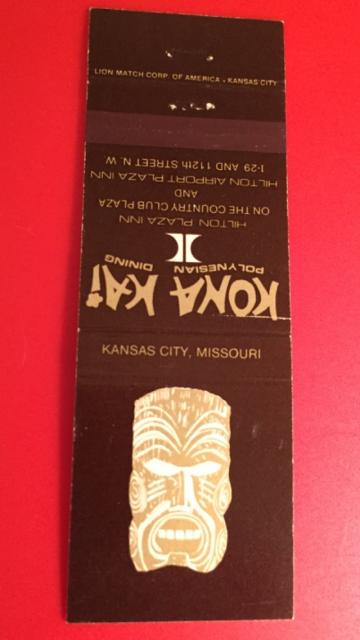 LION MATCH CORP. OF AMERICA • KANSAS CITY
KONA KAI
POLYNESIAN DINING
HILTON PLAZA INN
ON THE COUNTRY CLUB PLAZA
AND
HILTON AIRPORT PLAZA INN
I-29 AND 112th STREET N. W.
KANSAS CITY, MISSOURI